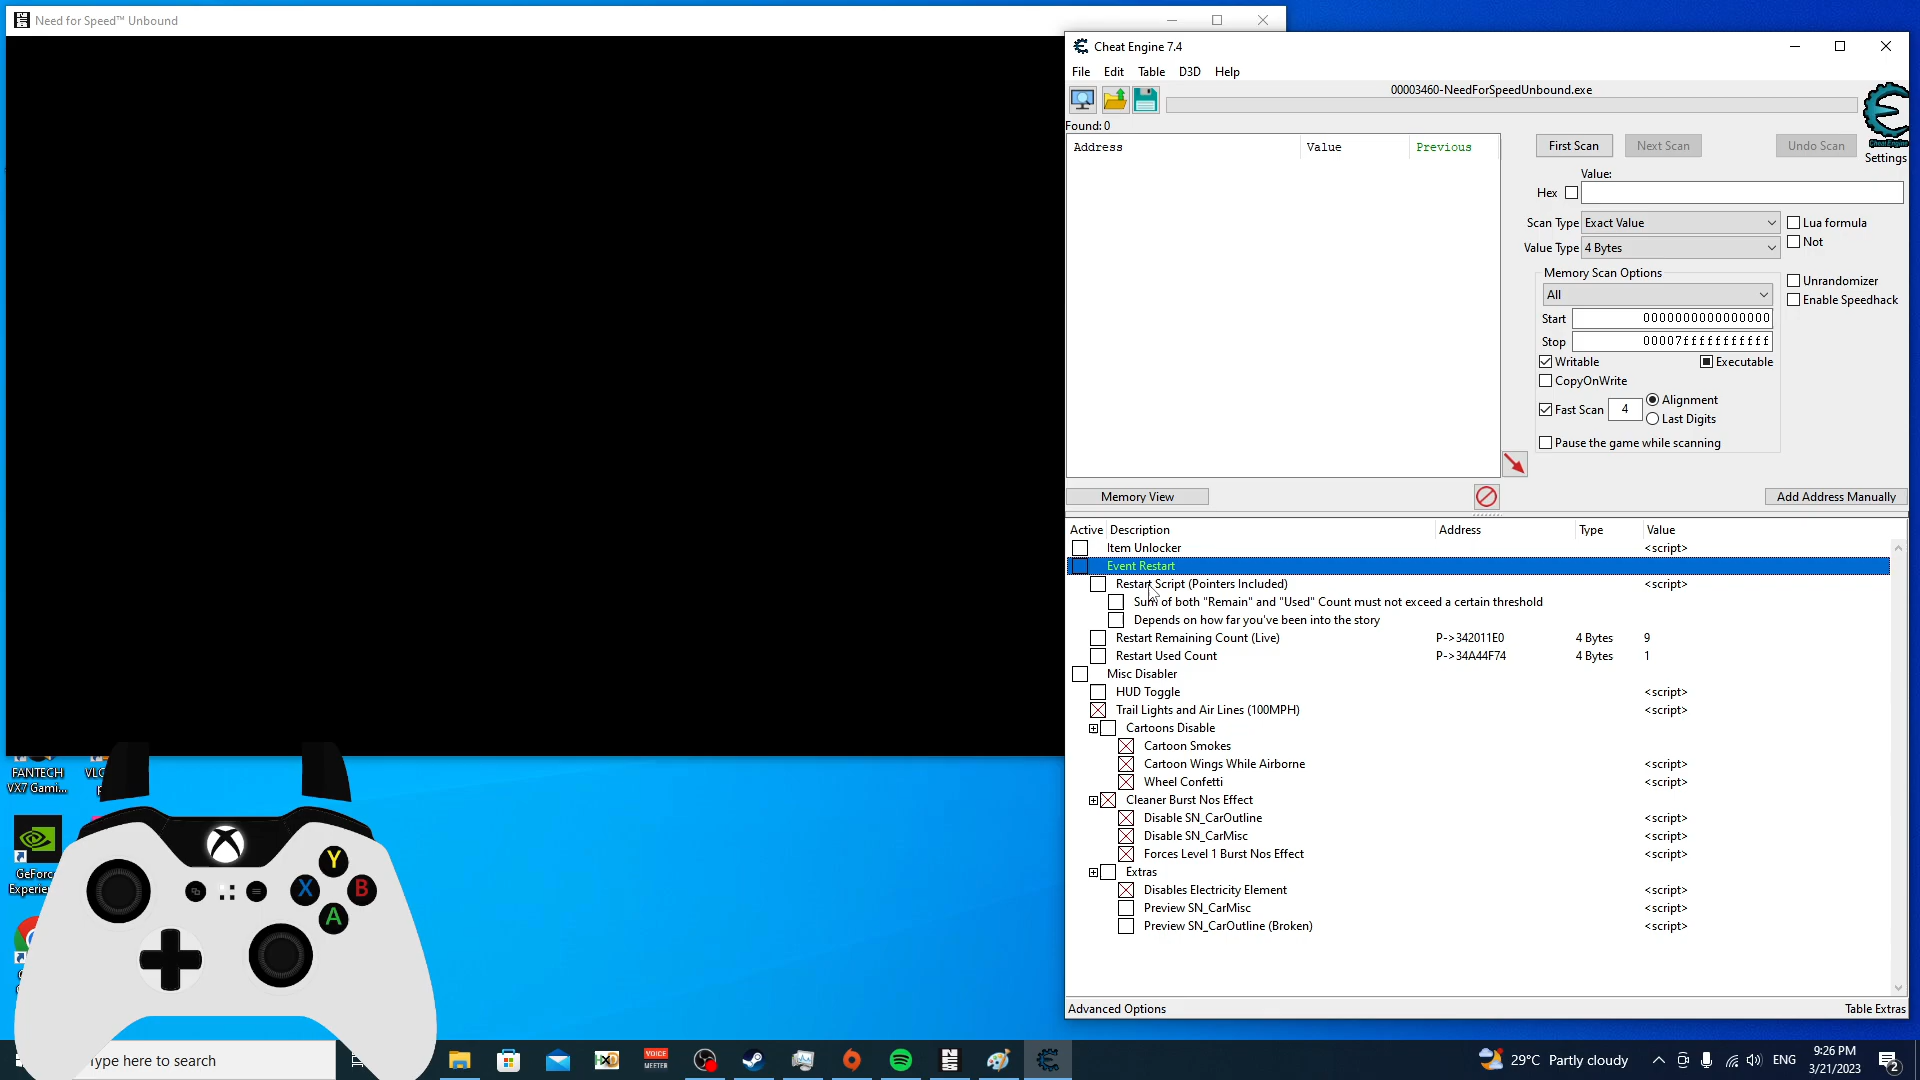 Need for Speed™ Unbound
Cheat Engine 7.4
File Edit Table D3D Help
00003460-NeedForSpeedUnbound.exe
Found: 0
Address Value Previous
First Scan Next Scan Undo Scan
Settings
Value:
Hex
Scan Type Exact Value Lua formula
Not
Value Type 4 Bytes
Memory Scan Options
All
Unrandomizer
Enable Speedhack
Start 0000000000000000
Stop 00007fffffffffff
Writable Executable
CopyOnWrite
Fast Scan 4 Alignment
Last Digits
Pause the game while scanning
Memory View Add Address Manually
Active Description Address Type Value
Item Unlocker <script>
Event Restart
Restart Script (Pointers Included) <script>
Sum of both "Remain" and "Used" Count must not exceed a certain threshold
Depends on how far you've been into the story
Restart Remaining Count (Live) P->342011E0 4 Bytes 9
Restart Used Count P->34A44F74 4 Bytes 1
Misc Disabler
HUD Toggle <script>
Trail Lights and Air Lines (100MPH) <script>
Cartoons Disable
Cartoon Smokes
Cartoon Wings While Airborne <script>
Wheel Confetti <script>
Cleaner Burst Nos Effect
Disable SN_CarOutline <script>
Disable SN_CarMisc <script>
Forces Level 1 Burst Nos Effect <script>
Extras
Disables Electricity Element <script>
Preview SN_CarMisc <script>
Preview SN_CarOutline (Broken) <script>
Advanced Options Table Extras
FANTECH
VX7 Gami...
GeForce
Y
X
B
A
ype here to search
VOICE
MEETER
29°C Partly cloudy
ENG
9:26 PM
3/21/2023
2